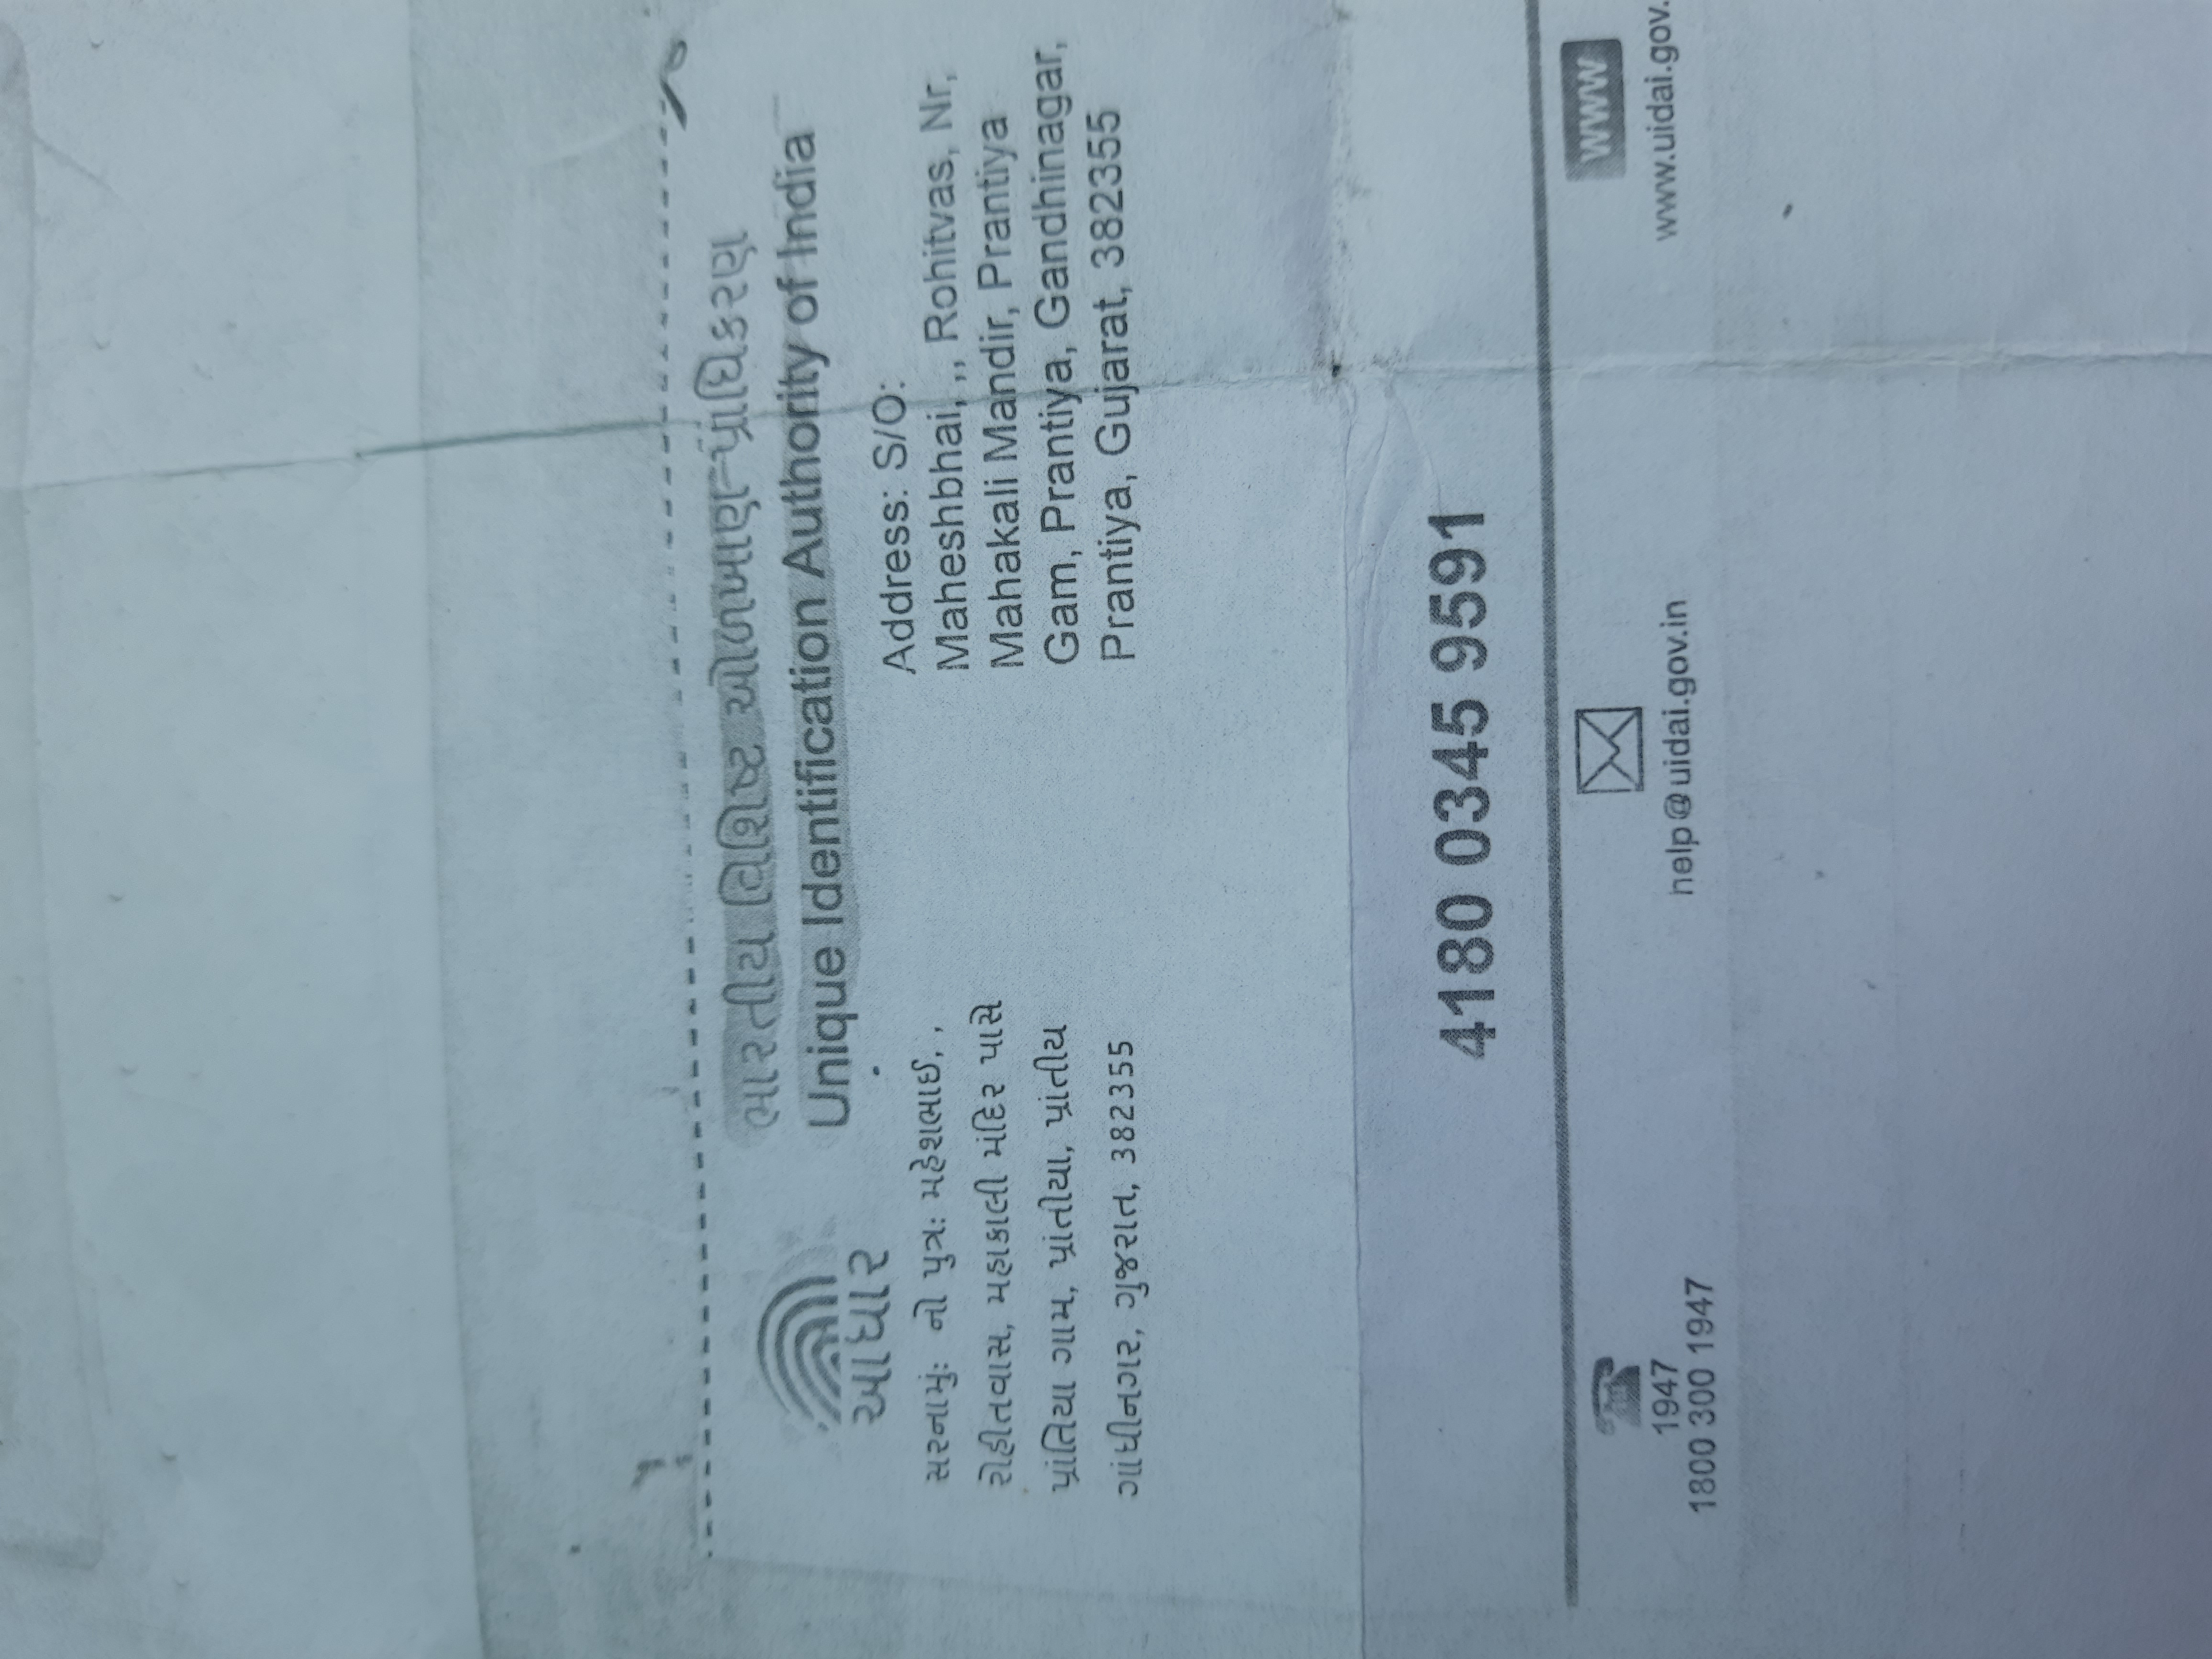 ભારતીય વિશિષ્ટ ઓળખાણ પ્રાધિકરણ
Unique Identification Authority of India
આધાર
સરનામું: નો પુત્ર: મહેશભાઈ, ,
રોહીતવાસ, મહાકાલી મંદિર પાસે
પ્રાંતિયા ગામ, પ્રાંતીયા, પ્રાંતીય
ગાંધીનગર, ગુજરાત, 382355
Address: S/O:
Maheshbhai, ,, Rohitvas, Nr,
Mahakali Mandir, Prantiya
Gam, Prantiya, Gandhinagar,
Prantiya, Gujarat, 382355
4180 0345 9591
1947
1800 300 1947
help@uidai.gov.in
WWW
www.uidai.gov.